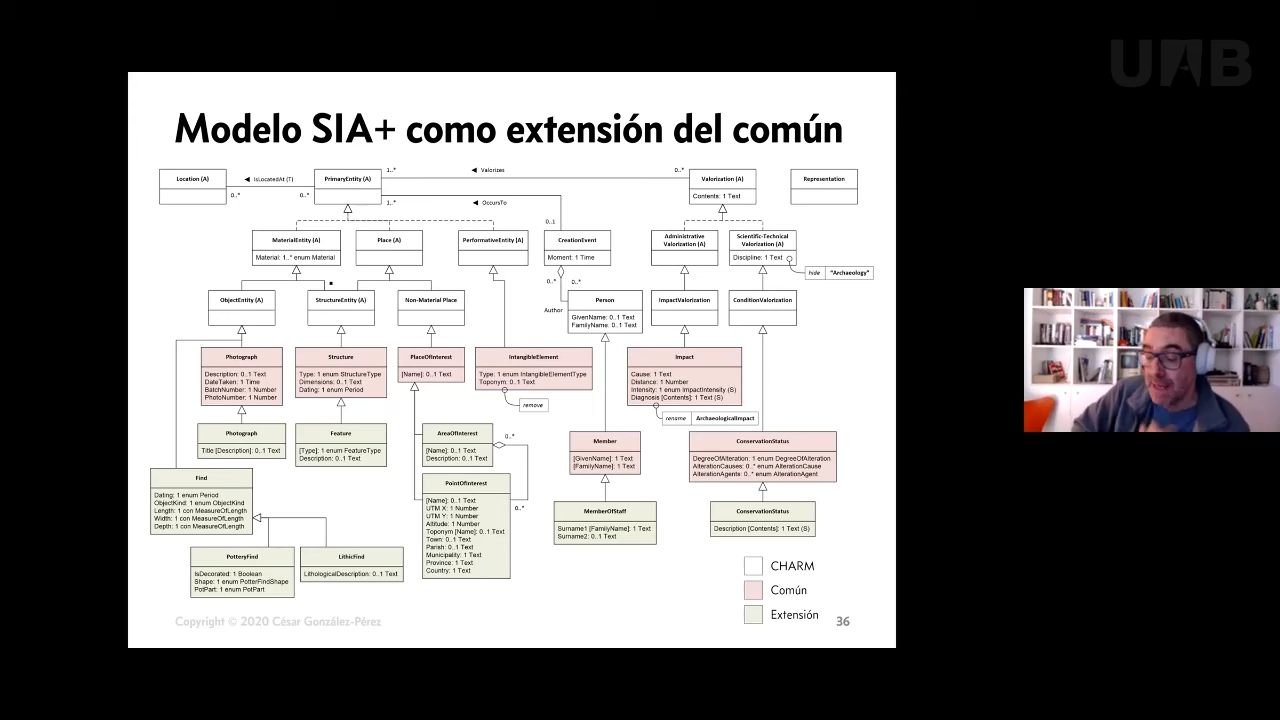 UAB
Modelo SIA+ como extensión del común
Location (A)
◄ IsLocatedAt (T)
0..*
0..*
PrimaryEntity (A)
1..*
◄ Valorizes
0..*
1..*
◄ OccursTo
0..1
Valorization (A)
Contents: 1 Text
Representation
MaterialEntity (A)
Material: 1..* enum Material
Place (A)
PerformativeEntity (A)
CreationEvent
Moment: 1 Time
Administrative
Valorization (A)
Scientific-Technical
Valorization (A)
Discipline: 1 Text
hide
"Archaeology"
0..*
0..*
Author
ObjectEntity (A)
StructureEntity (A)
Non-Material Place
Person
GivenName: 0..1 Text
FamilyName: 0..1 Text
ImpactValorization
ConditionValorization
Photograph
Description: 0..1 Text
DateTaken: 1 Time
BatchNumber: 1 Number
PhotoNumber: 1 Number
Structure
Type: 1 enum StructureType
Dimensions: 0..1 Text
Dating: 1 enum Period
PlaceOfInterest
[Name]: 0..1 Text
IntangibleElement
Type: 1 enum IntangibleElementType
Toponym: 0..1 Text
remove
Impact
Cause: 1 Text
Distance: 1 Number
Intensity: 1 enum ImpactIntensity (S)
Diagnosis [Contents]: 1 Text (S)
rename
ArchaeologicalImpact
Photograph
Title [Description]: 0..1 Text
Feature
[Type]: 1 enum FeatureType
Description: 0..1 Text
AreaOfInterest
[Name]: 0..1 Text
Description: 0..1 Text
0..*
0..*
Member
[GivenName]: 1 Text
[FamilyName]: 1 Text
ConservationStatus
DegreeOfAlteration: 1 enum DegreeOfAlteration
AlterationCauses: 0..* enum AlterationCause
AlterationAgents: 0..* enum AlterationAgent
Find
Dating: 1 enum Period
ObjectKind: 1 enum ObjectKind
Length: 1 con MeasureOfLength
Width: 1 con MeasureOfLength
Depth: 1 con MeasureOfLength
PointOfInterest
[Name]: 0..1 Text
UTM X: 1 Number
UTM Y: 1 Number
Altitude: 1 Number
Toponym [Name]: 0..1 Text
Town: 0..1 Text
Parish: 0..1 Text
Municipality: 1 Text
Province: 1 Text
Country: 1 Text
MemberOfStaff
Surname1 [FamilyName]: 1 Text
Surname2: 0..1 Text
ConservationStatus
Description [Contents]: 1 Text (S)
PotteryFind
IsDecorated: 1 Boolean
Shape: 1 enum PotterFindShape
PotPart: 1 enum PotPart
LithicFind
LithologicalDescription: 0..1 Text
CHARM
Común
Extensión
Copyright © 2020 César González-Pérez
36